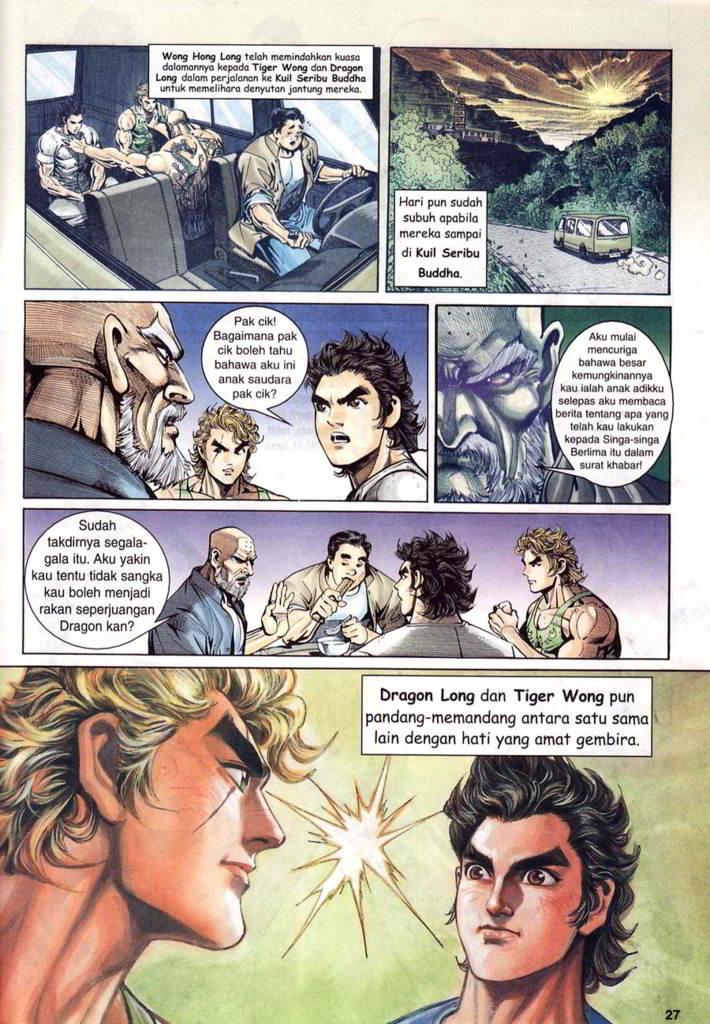 Wong Hong Long telah memindahkan kuasa
dalamannya kepada Tiger Wong dan Dragon
Long dalam perjalanan ke Kuil Seribu Buddha
untuk memelihara denyutan jantung mereka.
Hari pun sudah
subuh apabila
mereka sampai
di Kuil Seribu
Buddha.
Pak cik!
Bagaimana pak
cik boleh tahu
bahawa aku ini
anak saudara
pak cik?
Aku mulai
mencuriga
bahawa besar
kemungkinannya
kau ialah anak adikku
selepas aku membaca
berita tentang apa yang
telah kau lakukan
kepada Singa-singa
Berlima itu dalam
surat khabar!
Sudah
takdirnya segala-
gala itu. Aku yakin
kau tentu tidak sangka
kau boleh menjadi
rakan seperjuangan
Dragon kan?
Dragon Long dan Tiger Wong pun
pandang-memandang antara satu sama
lain dengan hati yang amat gembira.
27